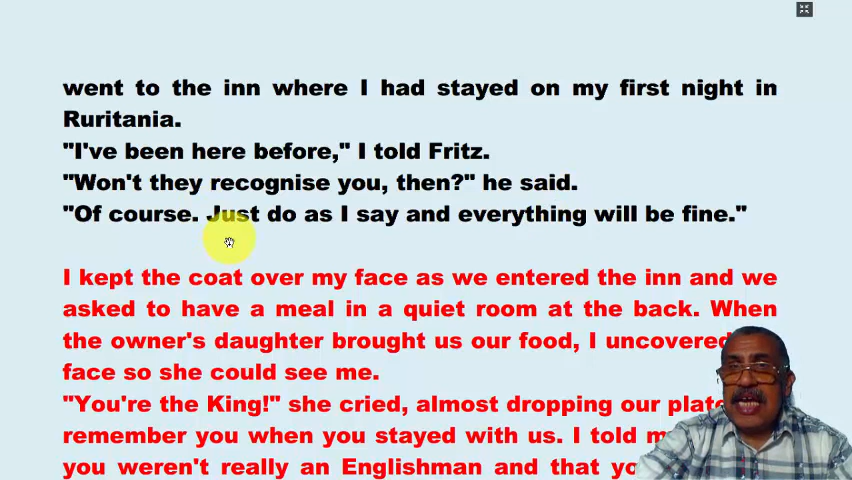 went to the inn where I had stayed on my first night in
Ruritania.
"I've been here before," I told Fritz.
"Won't they recognise you, then?" he said.
"Of course. Just do as I say and everything will be fine."
I kept the coat over my face as we entered the inn and we
asked to have a meal in a quiet room at the back. When
the owner's daughter brought us our food, I uncovered
face so she could see me.
"You're the King!" she cried, almost dropping our
remember you when you stayed with us. I told
you weren't really an Englishman and that